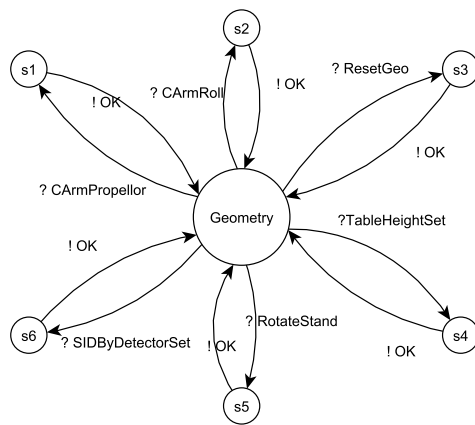 s2
s1
s3
? ResetGeo
! OK
? CArmRoll
! OK
! OK
? CArmPropellor
Geometry
?TableHeightSet
! OK
? RotateStand
s6
? SIDByDetectorSet
! OK
s4
! OK
s5